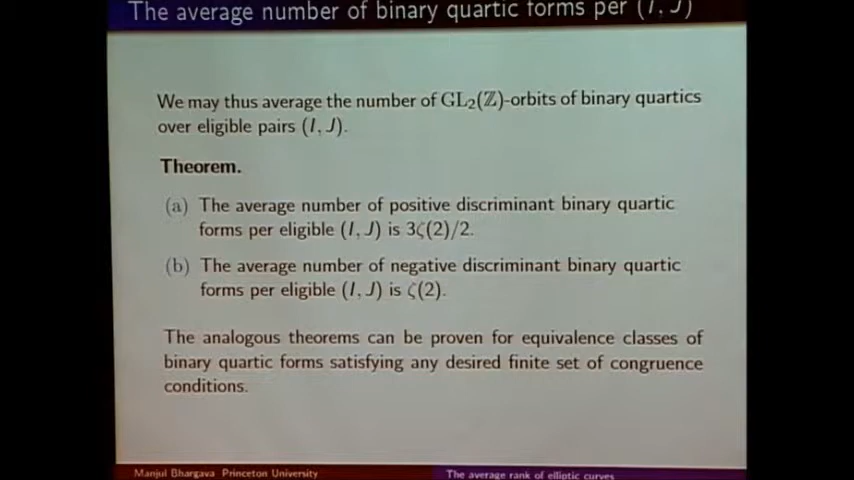 The average number of binary quartic forms per (I, J)
We may thus average the number of GL₂(ℤ)-orbits of binary quartics
over eligible pairs (I, J).
Theorem.
(a) The average number of positive discriminant binary quartic
forms per eligible (I, J) is 3ζ(2)/2.
(b) The average number of negative discriminant binary quartic
forms per eligible (I, J) is ζ(2).
The analogous theorems can be proven for equivalence classes of
binary quartic forms satisfying any desired finite set of congruence
conditions.
Manjul Bhargava Princeton University
The average rank of elliptic curves